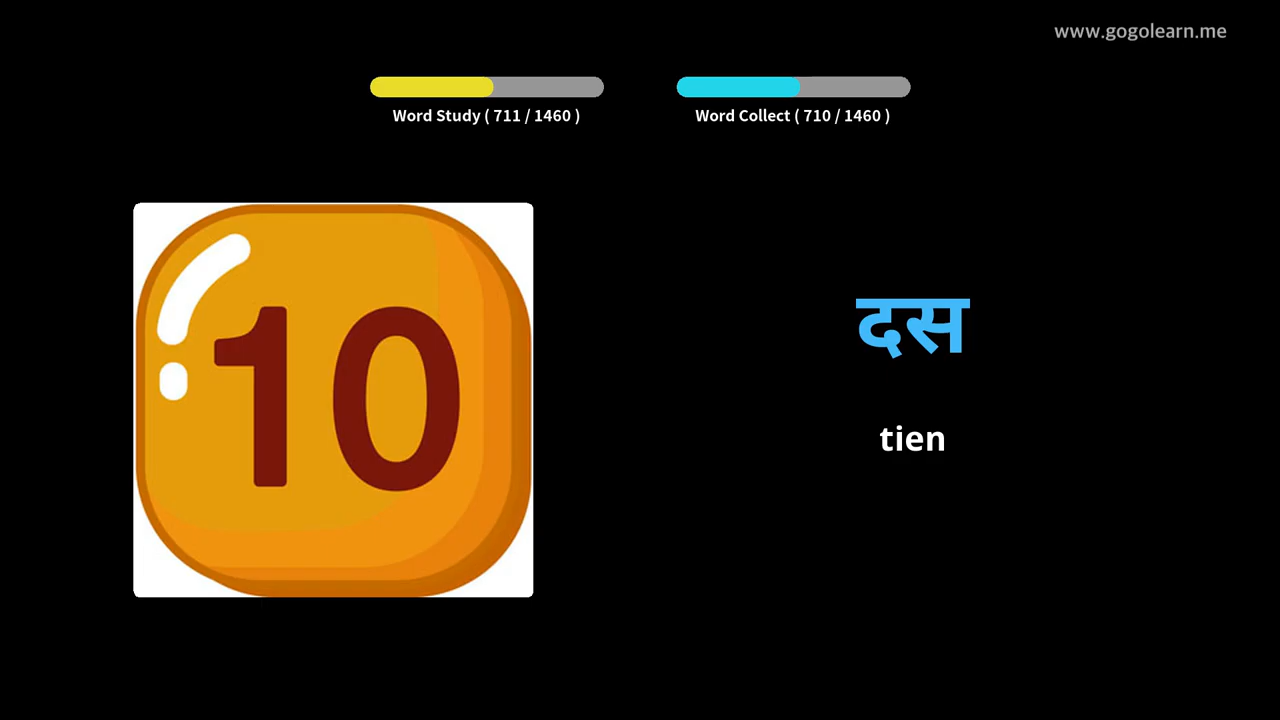 www.gogolearn.me
Word Study ( 711 / 1460 )
Word Collect ( 710 / 1460 )
10
दस
tien